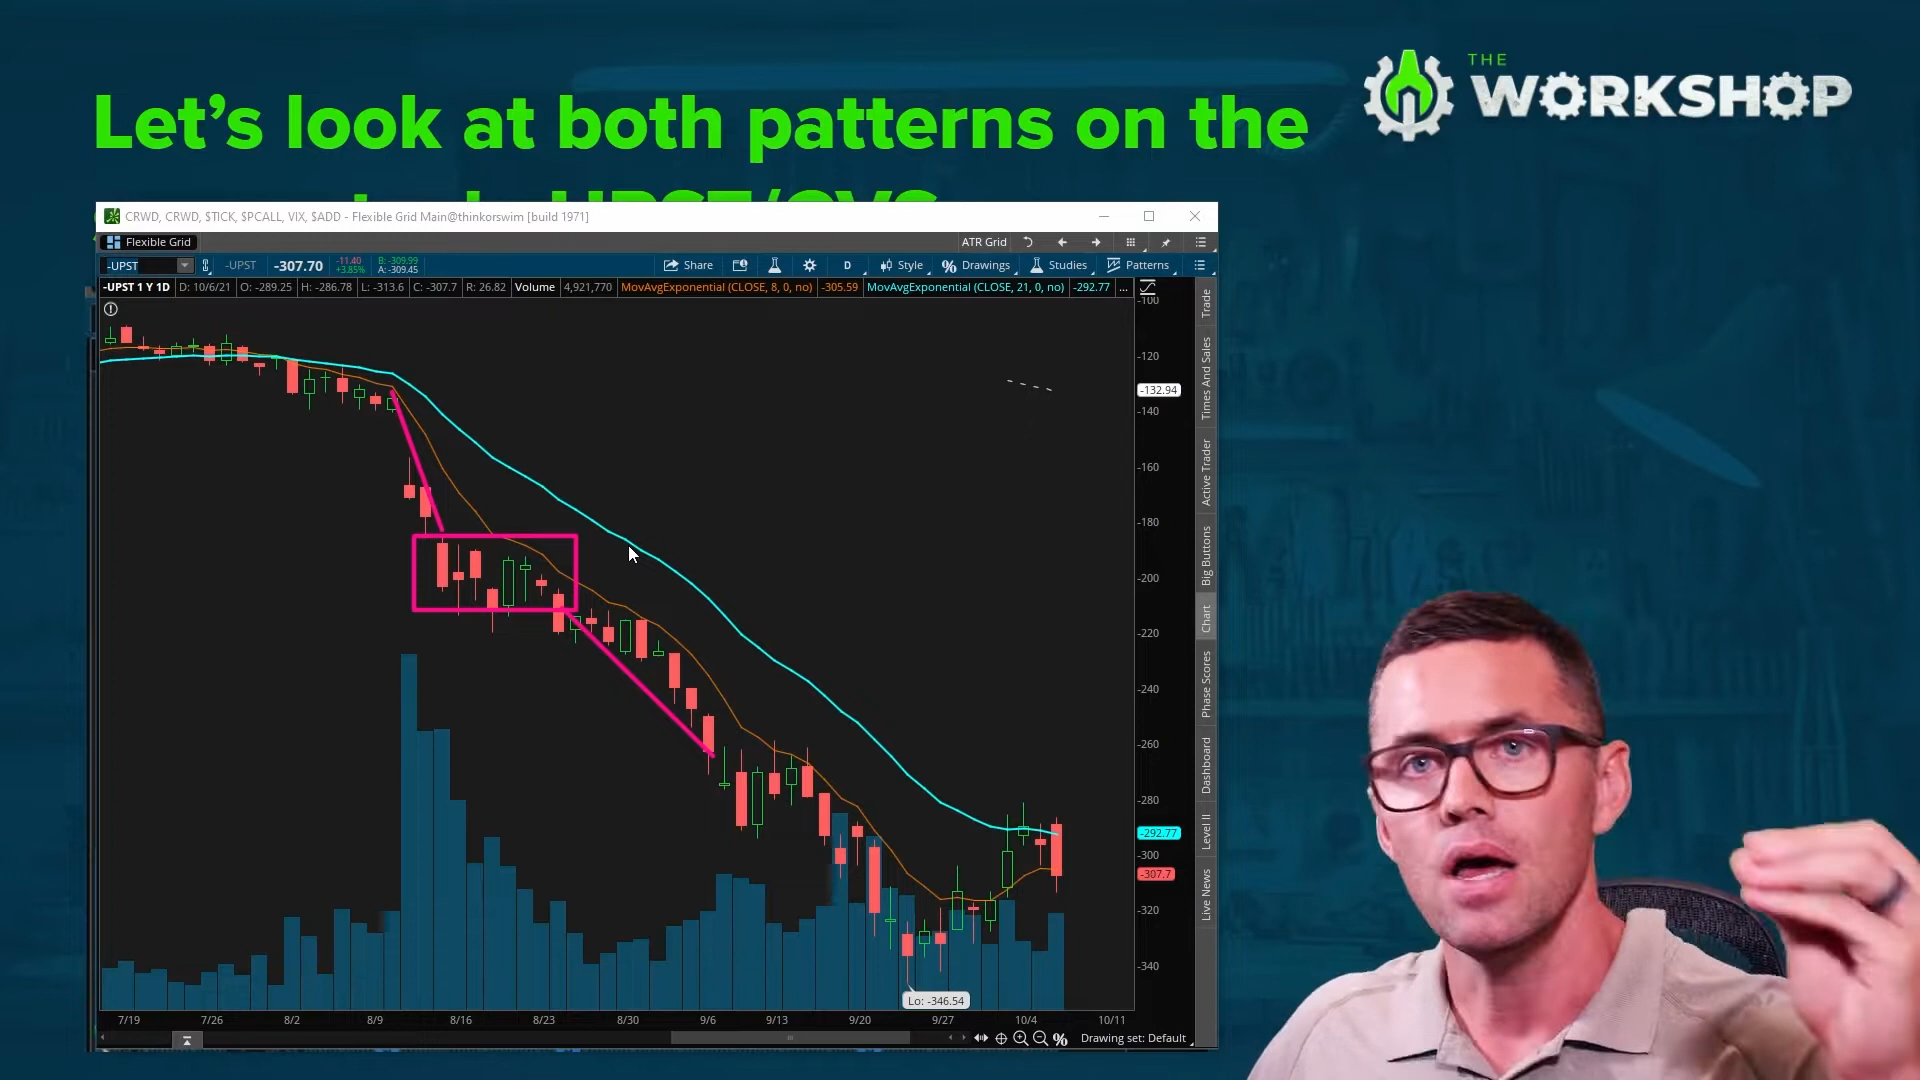 Let's look at both patterns on the
THE
WORKSHOP
CRWD, CRWD, $TICK, $PCALL, VIX, $ADD - Flexible Grid Main@thinkorswim [build 1971]
Flexible Grid
ATR Grid
-UPST
-UPST
-307.70
-11.40
+3.85%
B: -309.99
A: -309.45
Share
D
Style
Drawings
Studies
Patterns
-UPST 1 Y 1D D: 10/6/21 O: -289.25 H: -286.78 L: -313.6 C: -307.7 R: 26.82 Volume 4,921,770 MovAvgExponential (CLOSE, 8, 0, no) -305.59 MovAvgExponential (CLOSE, 21, 0, no) -292.77 ...
-100
-120
-132.94
-140
-160
-180
-200
-220
-240
-260
-280
-292.77
-300
-307.7
-320
-340
Lo: -346.54
7/19 7/26 8/2 8/9 8/16 8/23 8/30 9/6 9/13 9/20 9/27 10/4 10/11
Drawing set: Default
Trade
Times And Sales
Active Trader
Big Buttons
Chart
Phase Scores
Dashboard
Level II
Live News